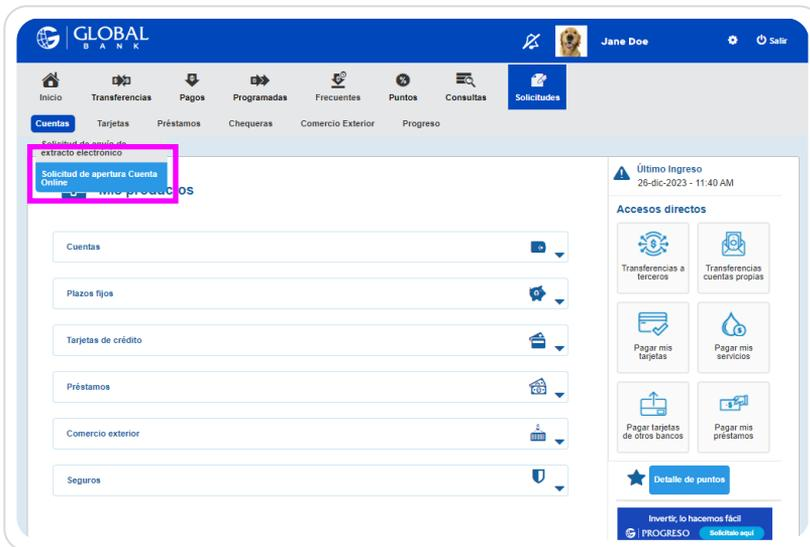 GLOBAL
BANK
Jane Doe
Salir
Inicio
Transferencias
Pagos
Programadas
Frecuentes
Puntos
Consultas
Solicitudes
Cuentas
Tarjetas
Préstamos
Chequeras
Comercio Exterior
Progreso
Solicitud de envío de
extracto electrónico
Solicitud de apertura Cuenta
Online
Mis productos
Cuentas
Plazos fijos
Tarjetas de crédito
Préstamos
Comercio exterior
Seguros
Último Ingreso
26-dic-2023 - 11:40 AM
Accesos directos
Transferencias a
terceros
Transferencias
cuentas propias
Pagar mis
tarjetas
Pagar mis
servicios
Pagar tarjetas
de otros bancos
Pagar mis
préstamos
Detalle de puntos
Invertir, lo hacemos fácil
PROGRESO
Solicítalo aquí